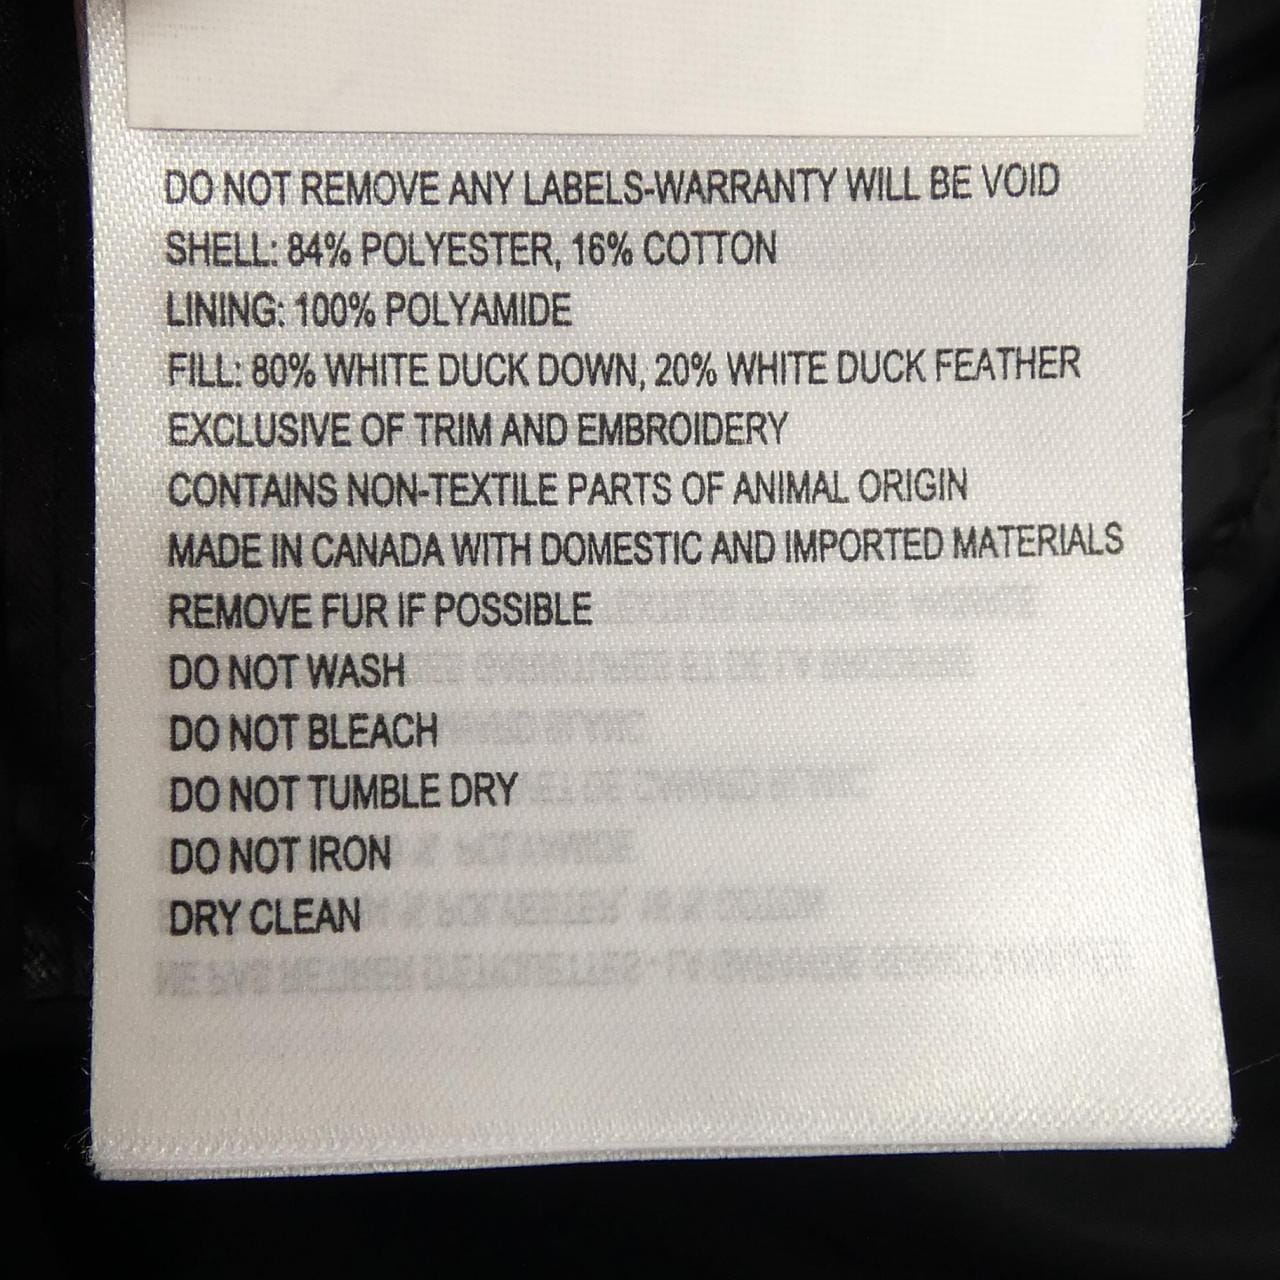 DO NOT REMOVE ANY LABELS-WARRANTY WILL BE VOID
SHELL: 84% POLYESTER, 16% COTTON
LINING: 100% POLYAMIDE
FILL: 80% WHITE DUCK DOWN, 20% WHITE DUCK FEATHER
EXCLUSIVE OF TRIM AND EMBROIDERY
CONTAINS NON-TEXTILE PARTS OF ANIMAL ORIGIN
MADE IN CANADA WITH DOMESTIC AND IMPORTED MATERIALS
REMOVE FUR IF POSSIBLE
DO NOT WASH
DO NOT BLEACH
DO NOT TUMBLE DRY
DO NOT IRON
DRY CLEAN